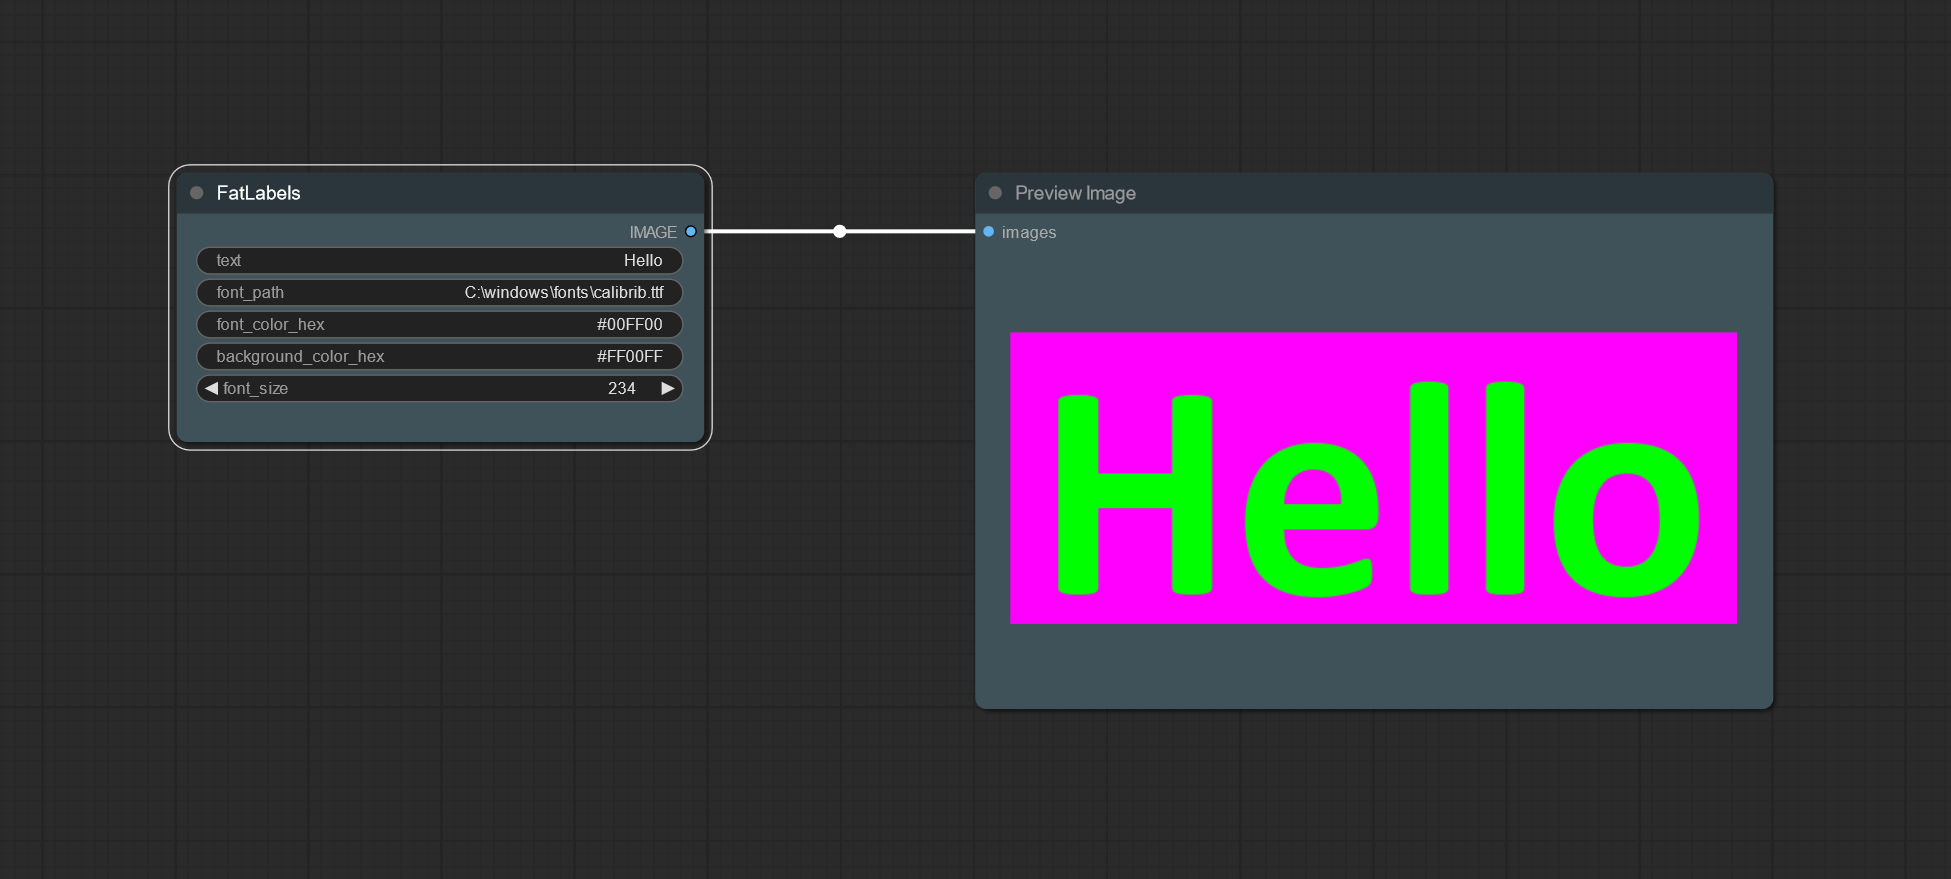 FatLabels
IMAGE
text Hello
font_path C:\windows\fonts\calibrib.ttf
font_color_hex #00FF00
background_color_hex #FF00FF
font_size 234
Preview Image
images
Hello